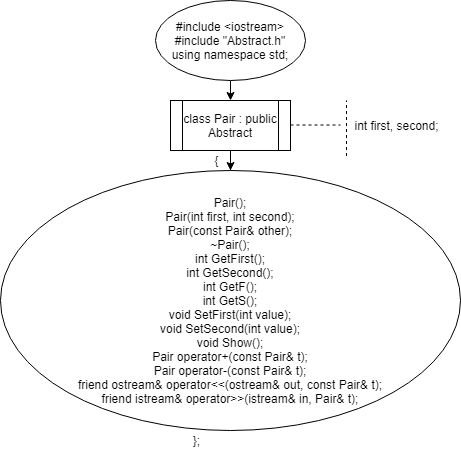 #include <iostream>
#include "Abstract.h"
using namespace std;
class Pair : public
Abstract
int first, second;
{
Pair();
Pair(int first, int second);
Pair(const Pair& other);
~Pair();
int GetFirst();
int GetSecond();
int GetF();
int GetS();
void SetFirst(int value);
void SetSecond(int value);
void Show();
Pair operator+(const Pair& t);
Pair operator-(const Pair& t);
friend ostream& operator<<(ostream& out, const Pair& t);
friend istream& operator>>(istream& in, Pair& t);
};